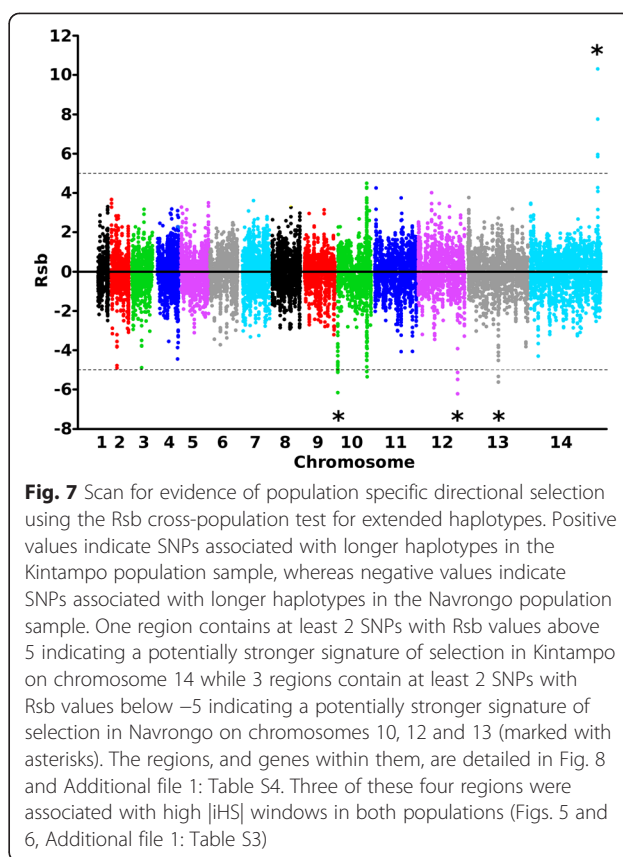 12
*
10
8
6
4
2
0
-2
-4
-6
-8
Rsb
* * *
1 2 3 4 5 6 7 8 9 10 11 12 13 14
Chromosome
Fig. 7 Scan for evidence of population specific directional selection
using the Rsb cross-population test for extended haplotypes. Positive
values indicate SNPs associated with longer haplotypes in the
Kintampo population sample, whereas negative values indicate
SNPs associated with longer haplotypes in the Navrongo population
sample. One region contains at least 2 SNPs with Rsb values above
5 indicating a potentially stronger signature of selection in Kintampo
on chromosome 14 while 3 regions contain at least 2 SNPs with
Rsb values below −5 indicating a potentially stronger signature of
selection in Navrongo on chromosomes 10, 12 and 13 (marked with
asterisks). The regions, and genes within them, are detailed in Fig. 8
and Additional file 1: Table S4. Three of these four regions were
associated with high |iHS| windows in both populations (Figs. 5 and
6, Additional file 1: Table S3)